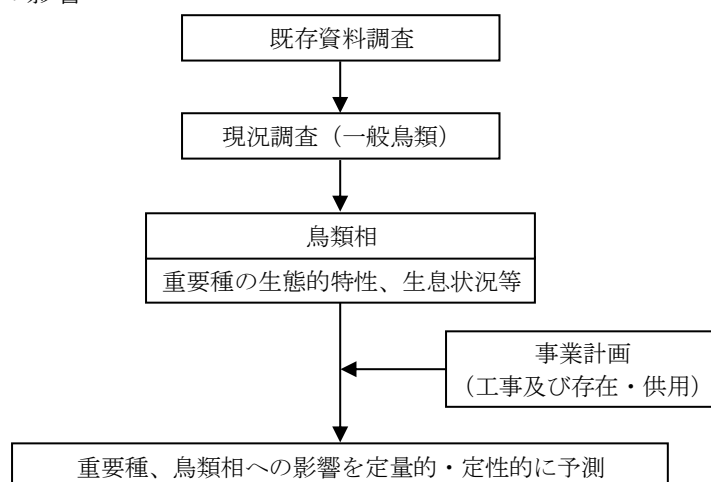 既存資料調査
現況調査（一般鳥類）
鳥類相
重要種の生態的特性、生息状況等
事業計画
（工事及び存在・供用）
重要種、鳥類相への影響を定量的・定性的に予測